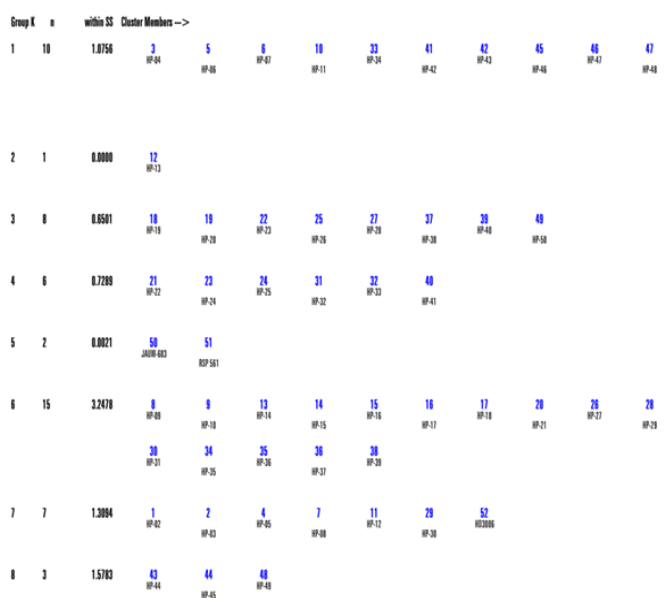 Group K n within SS Cluster Members -->
1 10 1.0756 3 5 6 10 33 41 42 45 46 47
HP-04 HP-06 HP-07 HP-11 HP-34 HP-42 HP-43 HP-46 HP-47 HP-48
2 1 0.0000 12
HP-13
3 8 0.6501 18 19 22 25 27 37 39 49
HP-19 HP-20 HP-23 HP-26 HP-28 HP-38 HP-40 HP-50
4 6 0.7289 21 23 24 31 32 40
HP-22 HP-24 HP-25 HP-32 HP-33 HP-41
5 2 0.0021 50 51
JAUW-683 RSP 561
6 15 3.2478 8 9 13 14 15 16 17 20 26 28
HP-09 HP-10 HP-14 HP-15 HP-16 HP-17 HP-18 HP-21 HP-27 HP-29
30 34 35 36 38
HP-31 HP-35 HP-36 HP-37 HP-39
7 7 1.3094 1 2 4 7 11 29 52
HP-02 HP-03 HP-05 HP-08 HP-12 HP-30 HD3086
8 3 1.5783 43 44 48
HP-44 HP-45 HP-49